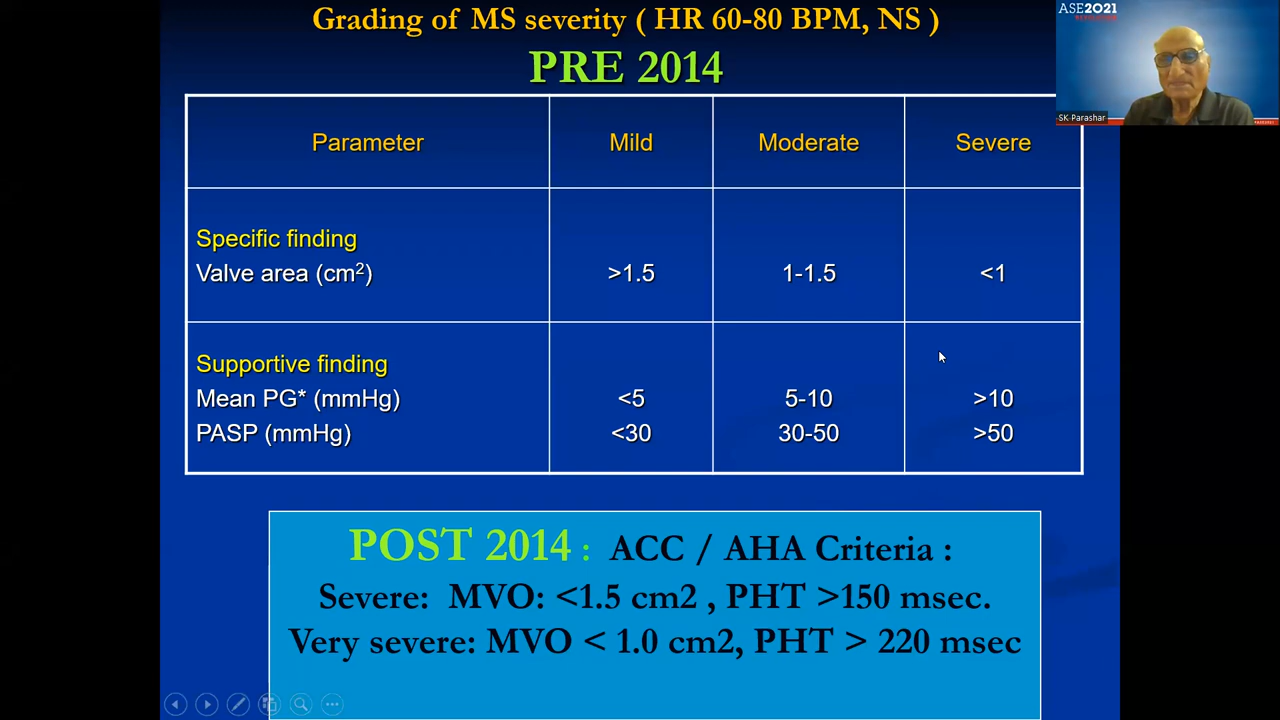 Grading of MS severity ( HR 60-80 BPM, NS )
PRE 2014
ASE2021
SK Parashar
Parameter Mild Moderate Severe
Specific finding
Valve area (cm²) >1.5 1-1.5 <1
Supportive finding
Mean PG* (mmHg) <5 5-10 >10
PASP (mmHg) <30 30-50 >50
POST 2014 : ACC / AHA Criteria :
Severe: MVO: <1.5 cm2 , PHT >150 msec.
Very severe: MVO < 1.0 cm2, PHT > 220 msec